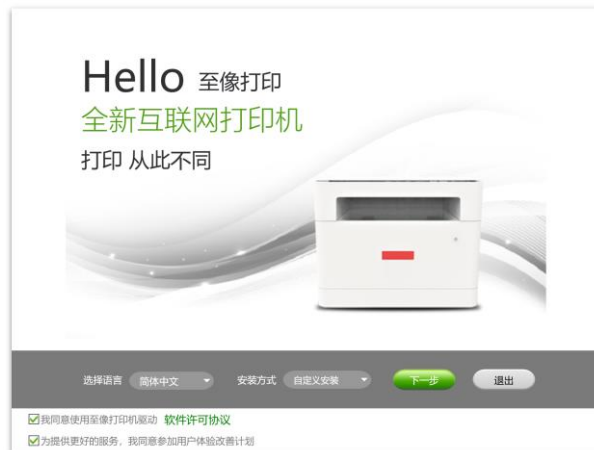 Hello 至像打印
全新互联网打印机
打印 从此不同
选择语言 简体中文 安装方式 自定义安装 下一步 退出
我同意使用至像打印机驱动 软件许可协议
为提供更好的服务，我同意参加用户体验改善计划